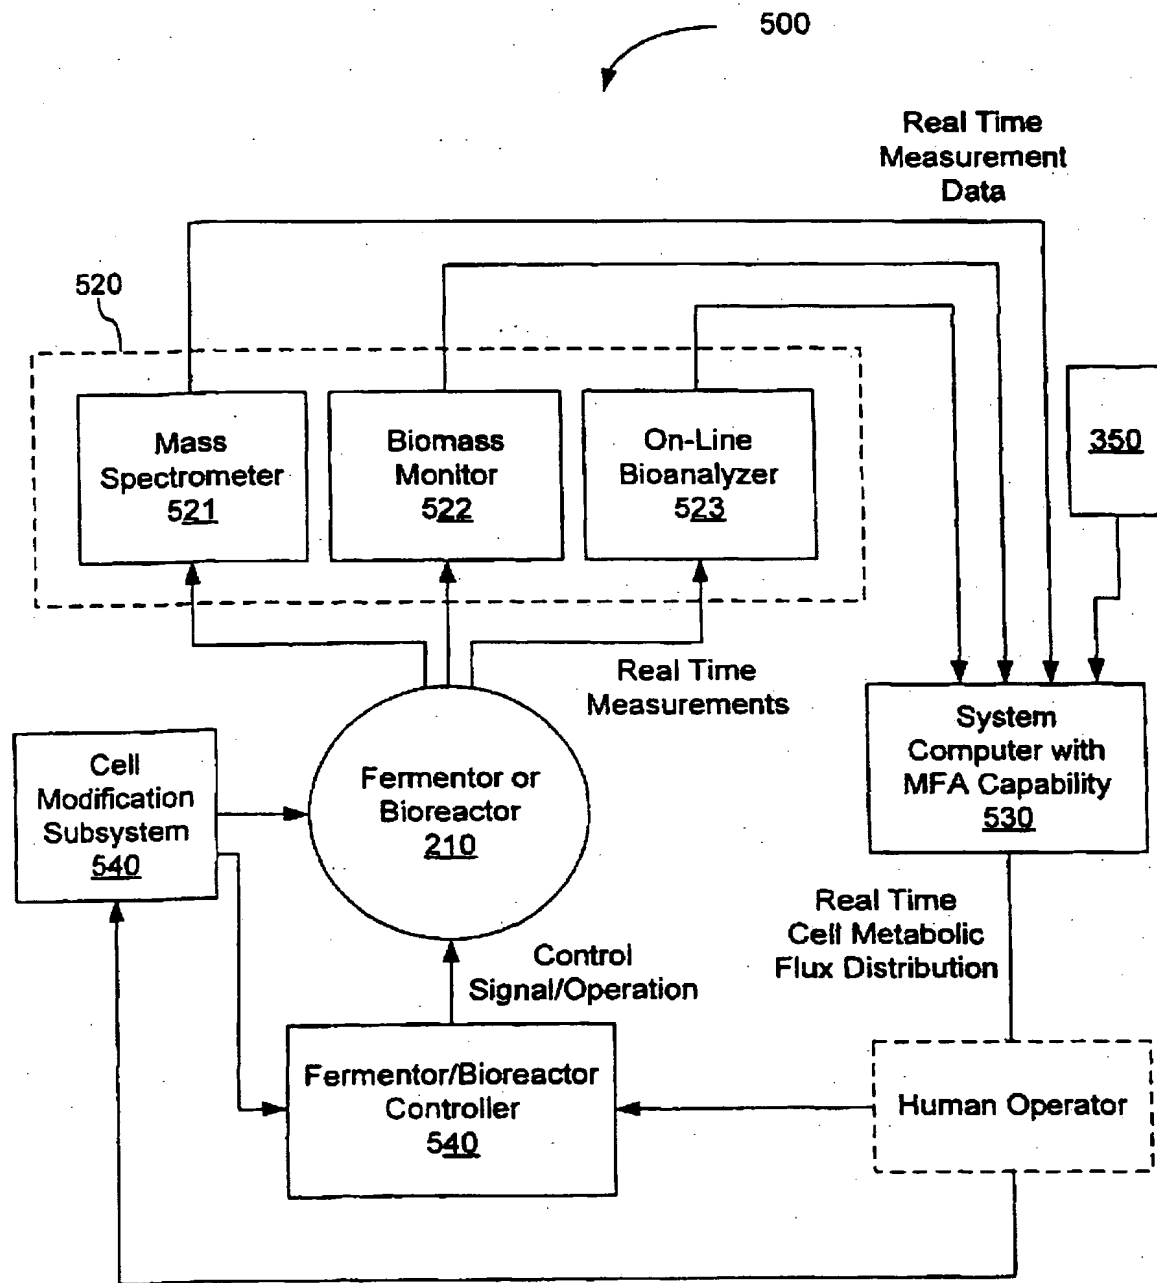 500
Real Time
Measurement
Data
520
Mass
Spectrometer
521
Biomass
Monitor
522
On-Line
Bioanalyzer
523
350
Real Time
Measurements
Cell
Modification
Subsystem
540
Fermentor or
Bioreactor
210
System
Computer with
MFA Capability
530
Real Time
Cell Metabolic
Flux Distribution
Control
Signal/Operation
Fermentor/Bioreactor
Controller
540
Human Operator